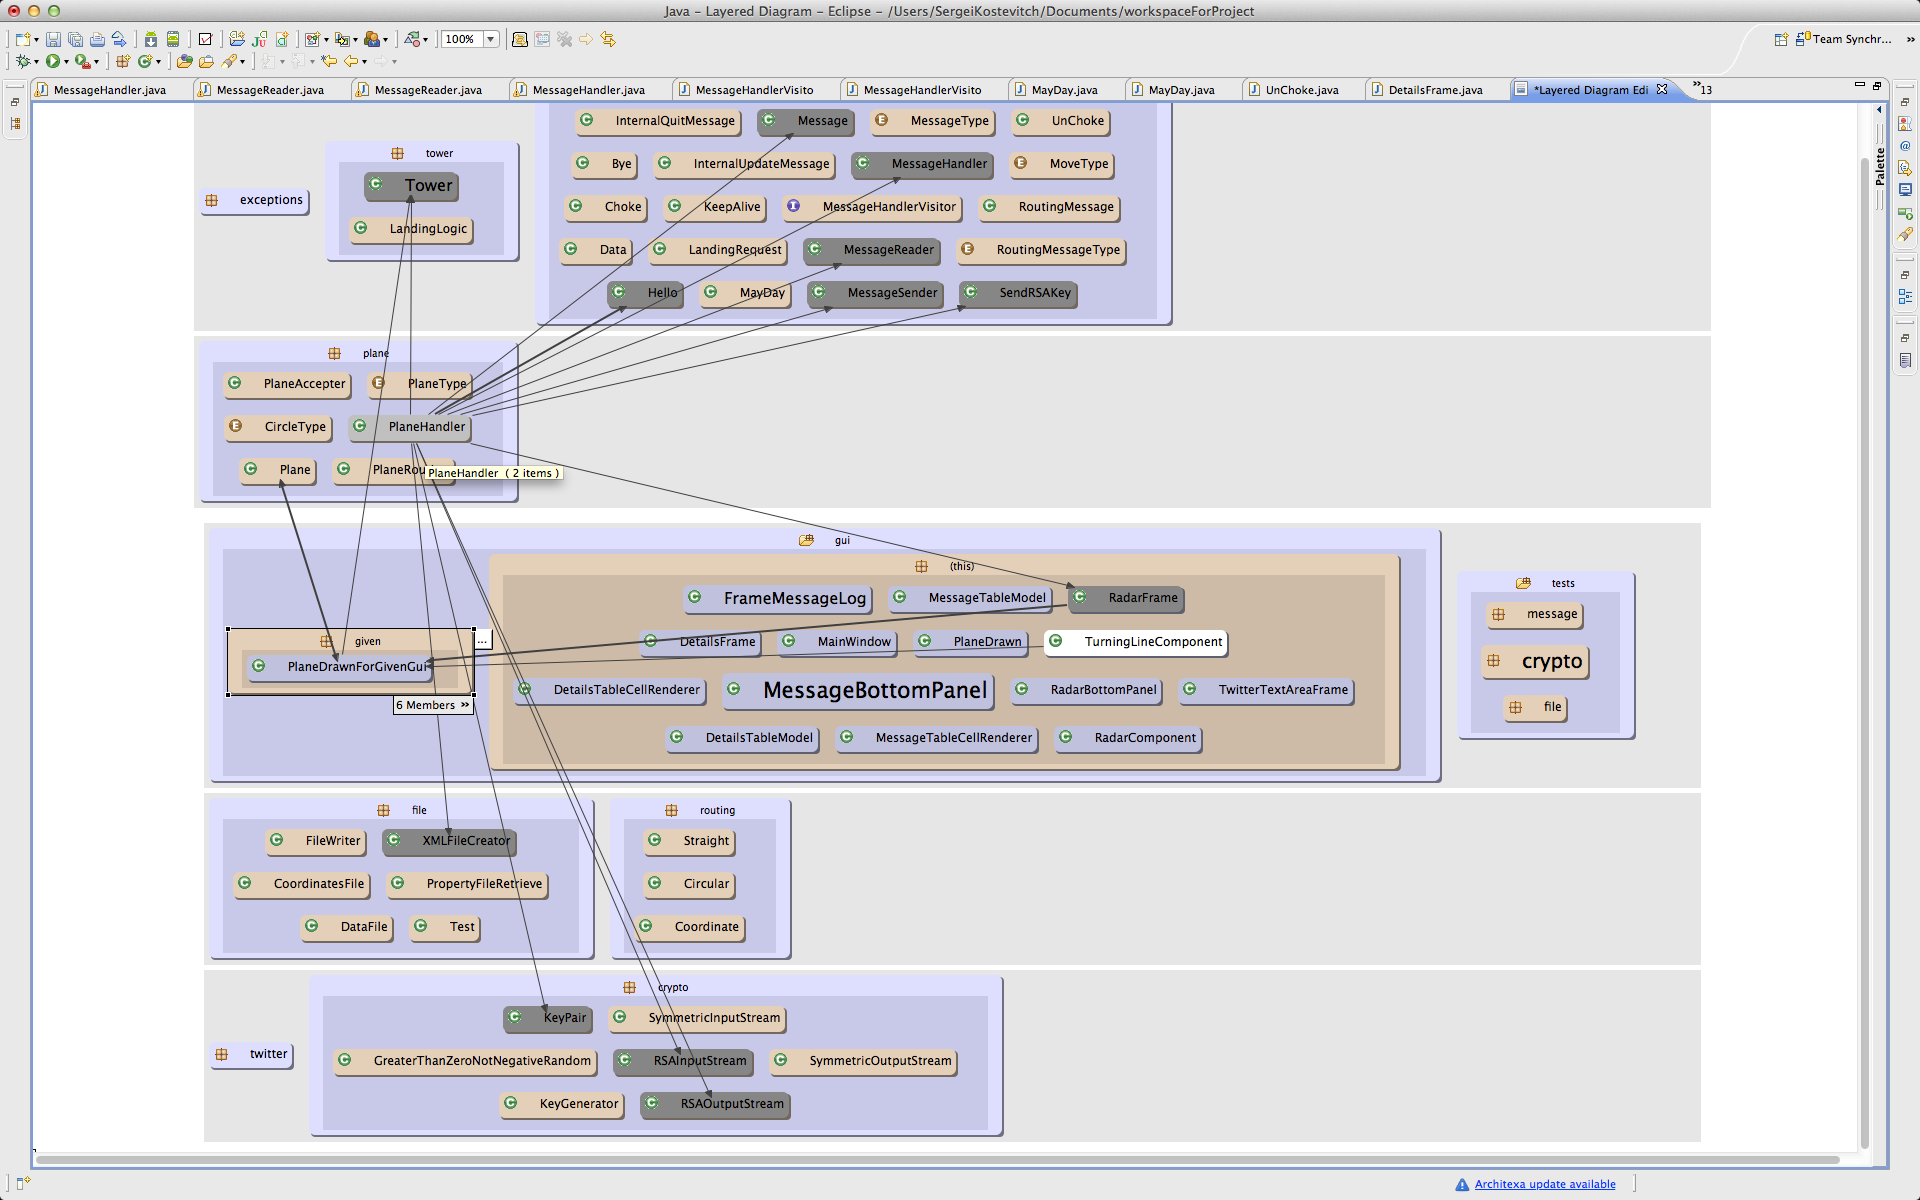 Java – Layered Diagram – Eclipse – /Users/SergeiKostevitch/Documents/workspaceForProject
100%
Team Synchr...
MessageHandler.java
MessageReader.java
MessageReader.java
MessageHandler.java
MessageHandlerVisito
MessageHandlerVisito
MayDay.java
MayDay.java
UnChoke.java
DetailsFrame.java
*Layered Diagram Edi
»13
Palette
InternalQuitMessage
Message
MessageType
UnChoke
tower
Bye
InternalUpdateMessage
MessageHandler
MoveType
Tower
exceptions
Choke
KeepAlive
MessageHandlerVisitor
RoutingMessage
LandingLogic
Data
LandingRequest
MessageReader
RoutingMessageType
Hello
MayDay
MessageSender
SendRSAKey
plane
PlaneAccepter
PlaneType
CircleType
PlaneHandler
Plane
PlaneRou
PlaneHandler ( 2 items )
gui
(this)
tests
FrameMessageLog
MessageTableModel
RadarFrame
message
given
...
DetailsFrame
MainWindow
PlaneDrawn
TurningLineComponent
PlaneDrawnForGivenGui
crypto
DetailsTableCellRenderer
MessageBottomPanel
RadarBottomPanel
TwitterTextAreaFrame
6 Members »
file
DetailsTableModel
MessageTableCellRenderer
RadarComponent
file
routing
FileWriter
XMLFileCreator
Straight
CoordinatesFile
PropertyFileRetrieve
Circular
DataFile
Test
Coordinate
crypto
KeyPair
SymmetricInputStream
twitter
GreaterThanZeroNotNegativeRandom
RSAInputStream
SymmetricOutputStream
KeyGenerator
RSAOutputStream
Architexa update available